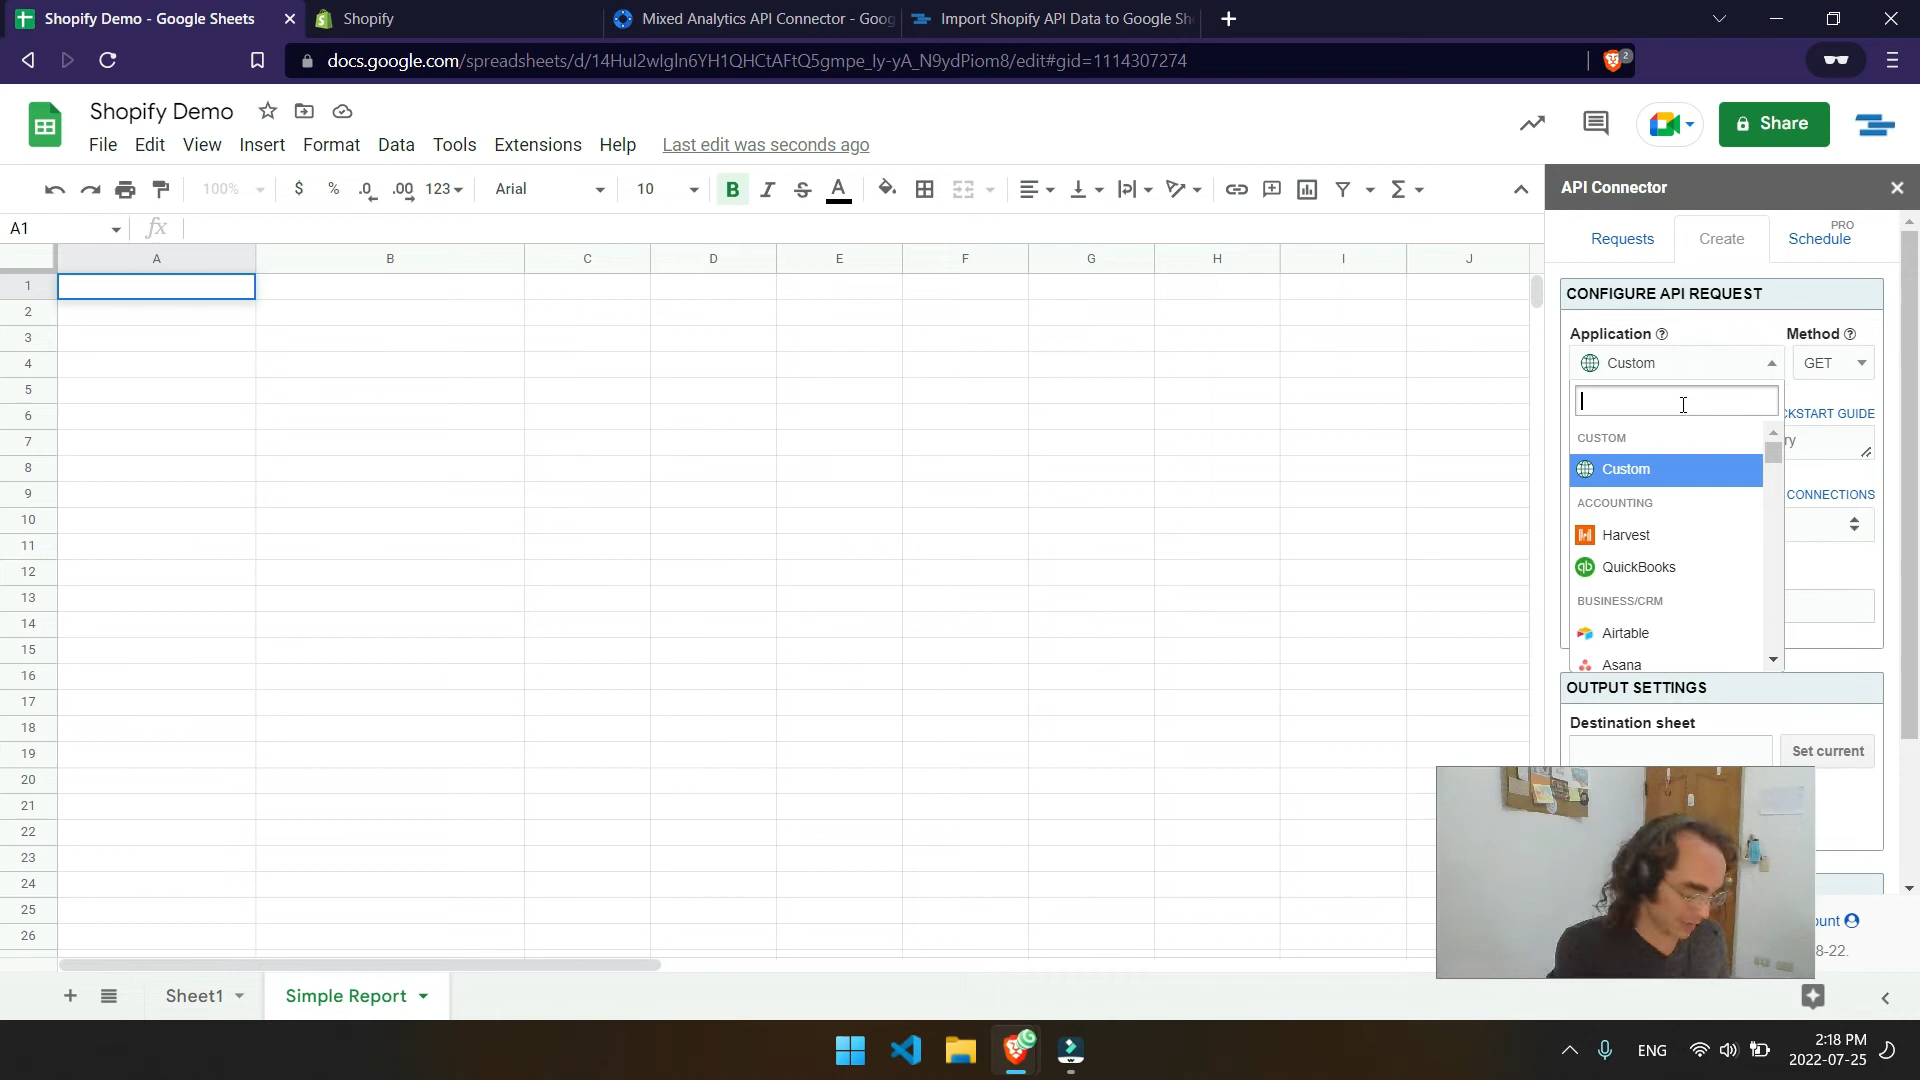 Shopify Demo - Google Sheets
Shopify
Mixed Analytics API Connector - Goog
Import Shopify API Data to Google She
docs.google.com/spreadsheets/d/14Hul2wIgln6YH1QHCtAFtQ5gmpe_Iy-yA_N9ydPiom8/edit#gid=1114307274
2
Shopify Demo
File Edit View Insert Format Data Tools Extensions Help Last edit was seconds ago
Share
100% $ % .0 .00 123 Arial 10 B I S A Σ
API Connector
A1 fx
Requests Create Schedule PRO
A B C D E F G H I J
1
2
3
4
5
6
7
8
9
10
11
12
13
14
15
16
17
18
19
20
21
22
23
24
25
26
CONFIGURE API REQUEST
Application Method
Custom GET
CKSTART GUIDE
ry
CUSTOM
Custom
CONNECTIONS
ACCOUNTING
Harvest
QuickBooks
BUSINESS/CRM
Airtable
Asana
OUTPUT SETTINGS
Destination sheet
Set current
ount
8-22.
Sheet1 Simple Report
ENG
2:18 PM
2022-07-25